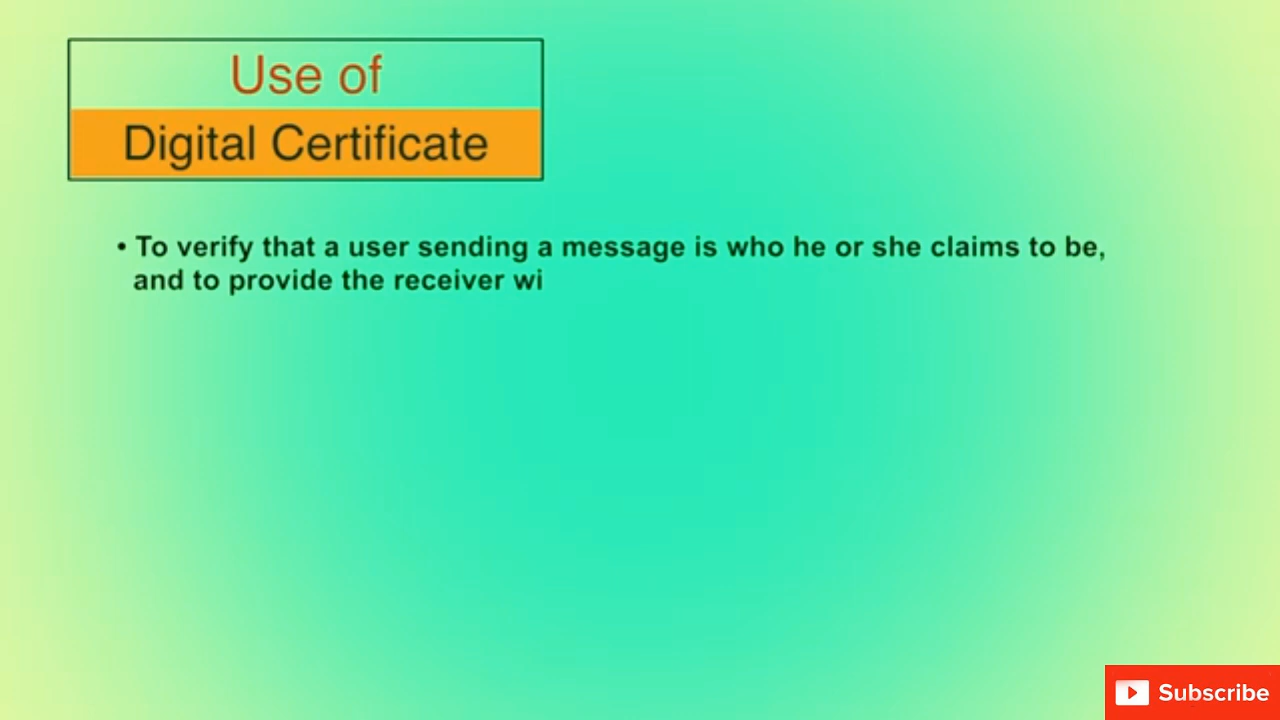 Use of
Digital Certificate
• To verify that a user sending a message is who he or she claims to be,
and to provide the receiver wi
Subscribe